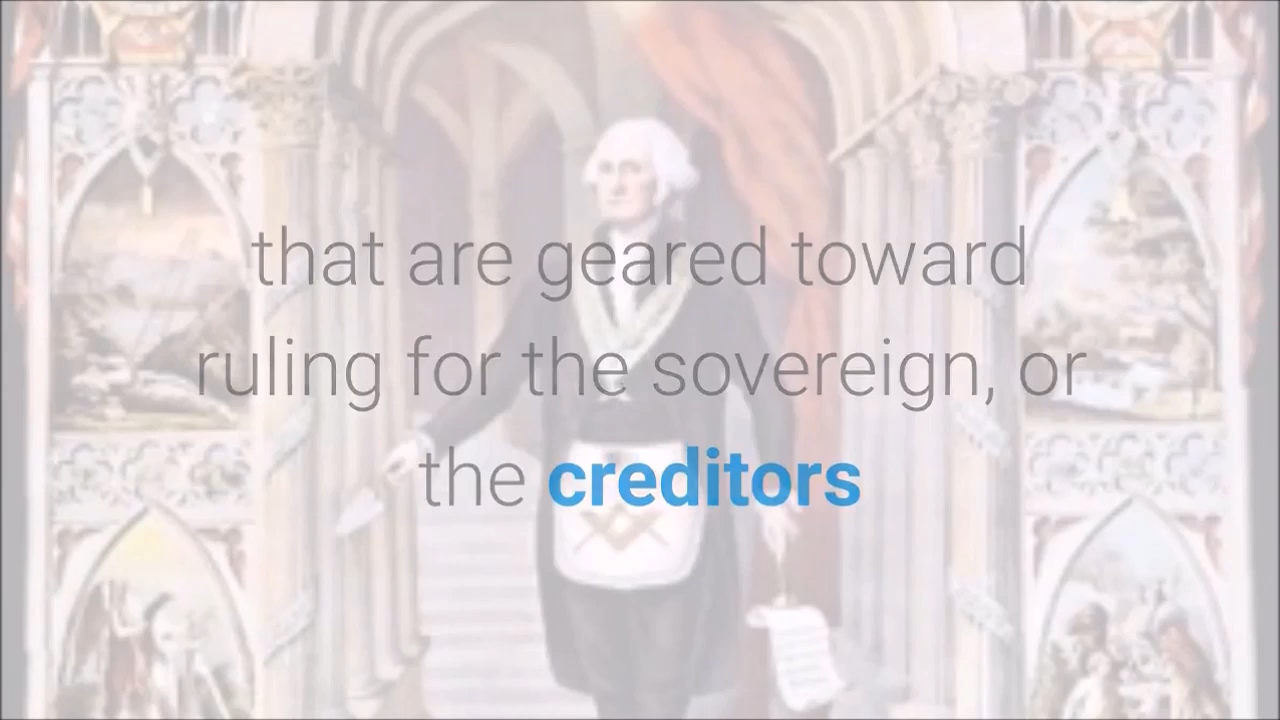 that are geared toward
ruling for the sovereign, or
the creditors